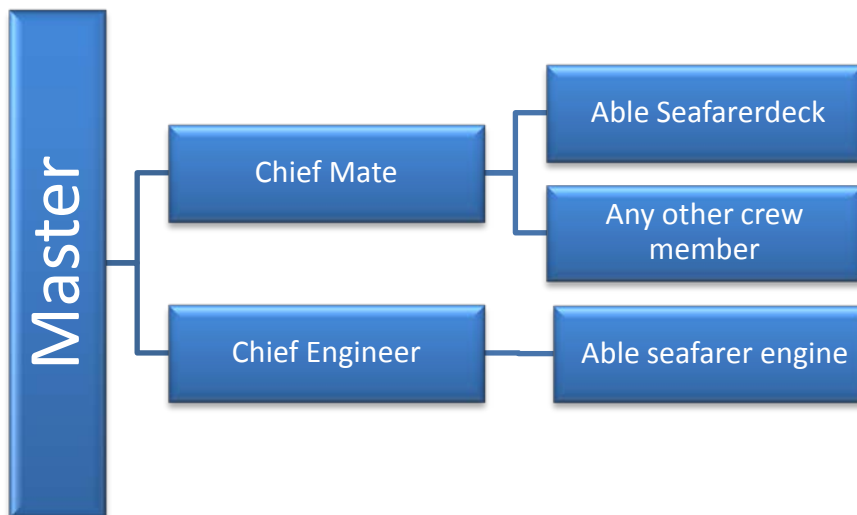 Master
Chief Mate
Able Seafarerdeck
Any other crew
member
Chief Engineer
Able seafarer engine